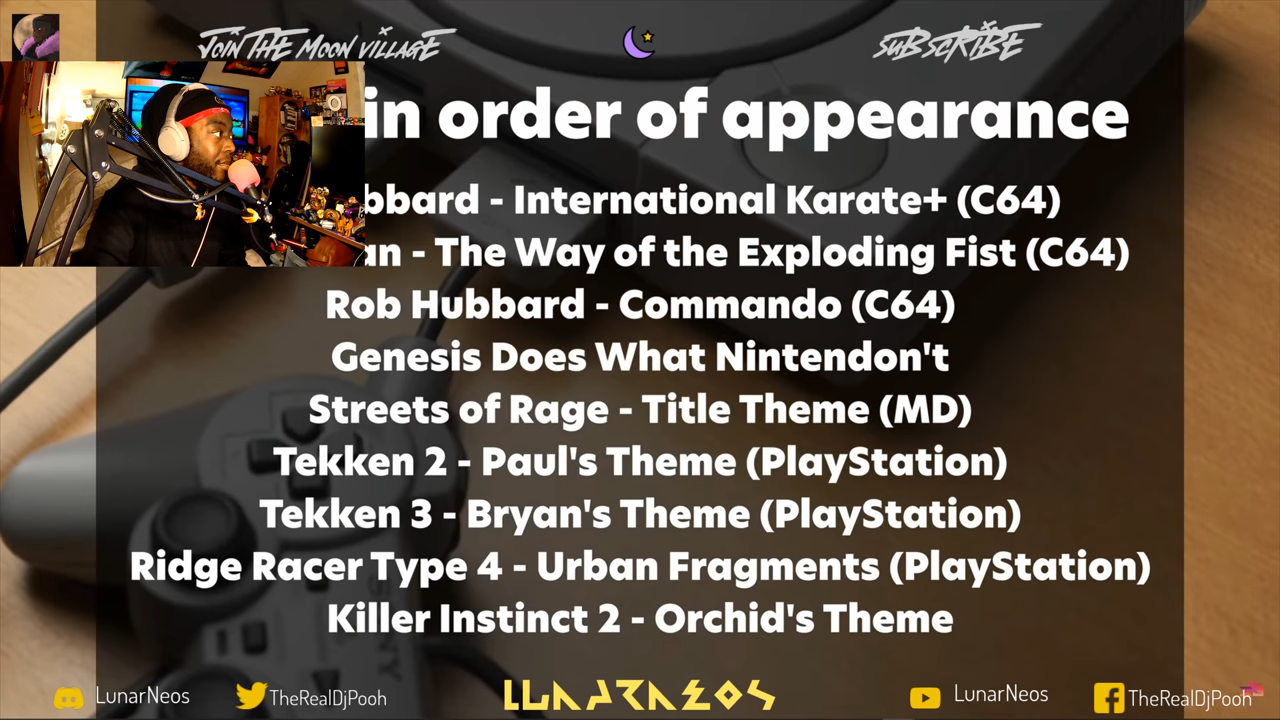 JOIN THE MOON VILLAGE
SUBSCRIBE
in order of appearance
bbard - International Karate+ (C64)
an - The Way of the Exploding Fist (C64)
Rob Hubbard - Commando (C64)
Genesis Does What Nintendon't
Streets of Rage - Title Theme (MD)
Tekken 2 - Paul's Theme (PlayStation)
Tekken 3 - Bryan's Theme (PlayStation)
Ridge Racer Type 4 - Urban Fragments (PlayStation)
Killer Instinct 2 - Orchid's Theme
SONY
LunarNeos
TheRealDjPooh
LUNARNEOS
LunarNeos
TheRealDjPooh